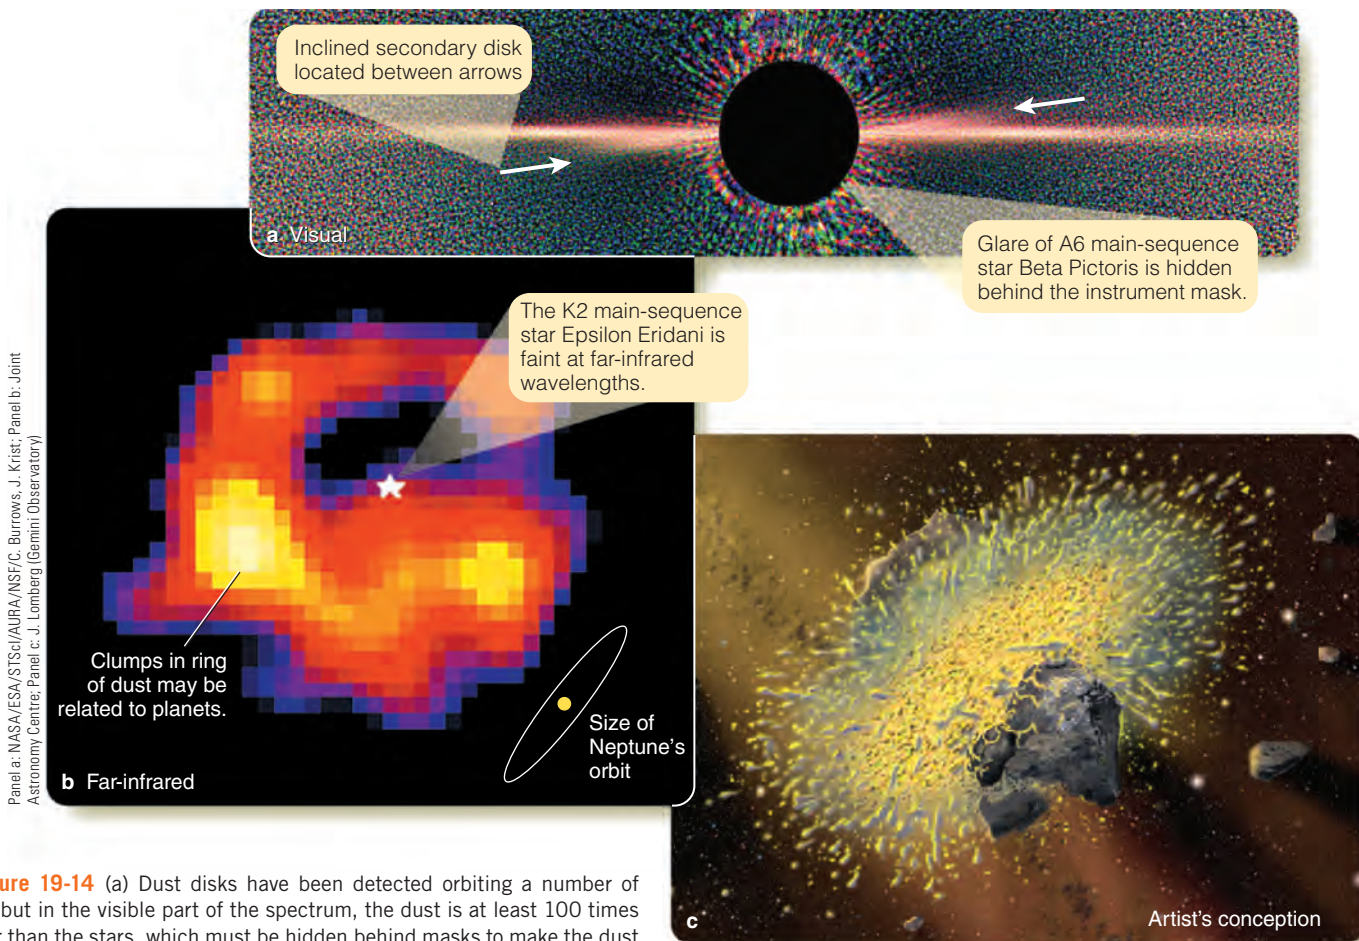 Inclined secondary disk
located between arrows
a Visual
Glare of A6 main-sequence
star Beta Pictoris is hidden
behind the instrument mask.
The K2 main-sequence
star Epsilon Eridani is
faint at far-infrared
wavelengths.
Clumps in ring
of dust may be
related to planets.
Size of
Neptune's
orbit
b Far-infrared
c
Artist's conception
Panel a: NASA/ESA/STScI/AURA/NSF/C. Burrows, J. Krist; Panel b: Joint
Astronomy Centre; Panel c: J. Lomberg (Gemini Observatory)
ure 19-14 (a) Dust disks have been detected orbiting a number of
but in the visible part of the spectrum, the dust is at least 100 times
r than the stars, which must be hidden behind masks to make the dust